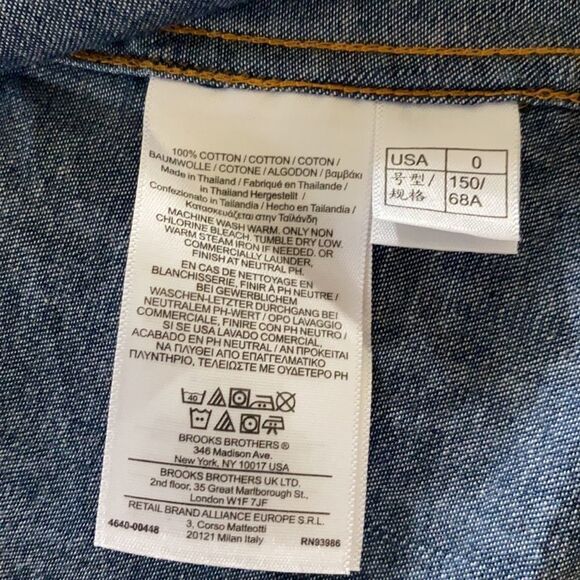 100% COTTON / COTTON / COTON /
BAUMWOLLE / COTONE / ALGODON / βαμβάκι
Made in Thailand / Fabriqué en Thailande /
in Thailand Hergestellt /
Confezionato in Tailandia / Hecho en Tailandia /
Κατασκευάζεται στην Ταϊλάνδη
MACHINE WASH WARM. ONLY NON
CHLORINE BLEACH. TUMBLE DRY LOW.
WARM STEAM IRON IF NEEDED. OR
COMMERCIALLY LAUNDER,
FINISH AT NEUTRAL PH.
EN CAS DE NETTOYAGE EN
BLANCHISSERIE, FINIR À PH NEUTRE /
BEI GEWERBLICHEM
WASCHEN-LETZTER DURCHGANG BEI
NEUTRALEM PH-WERT / OPO LAVAGGIO
COMMERCIALE, FINIRE CON PH NEUTRO /
SI SE USA LAVADO COMERCIAL,
ACABADO EN PH NEUTRAL / ΑΝ ΠΡΟΚΕΙΤΑΙ
ΝΑ ΠΛΥΘΕΙ ΑΠΟ ΕΠΑΓΓΕΛΜΑΤΙΚΟ
ΠΛΥΝΤΗΡΙΟ, ΤΕΛΕΙΩΣΤΕ ΜΕ ΟΥΔΕΤΕΡΟ PH
40
BROOKS BROTHERS ®
346 Madison Ave.
New York, NY 10017 USA
BROOKS BROTHERS UK LTD.
2nd floor, 35 Great Marlborough St.,
London W1F 7JF
RETAIL BRAND ALLIANCE EUROPE S.R.L.
3, Corso Matteotti
20121 Milan Italy
4640-00448
RN93986
USA 0
号型/ 150/
规格 68A